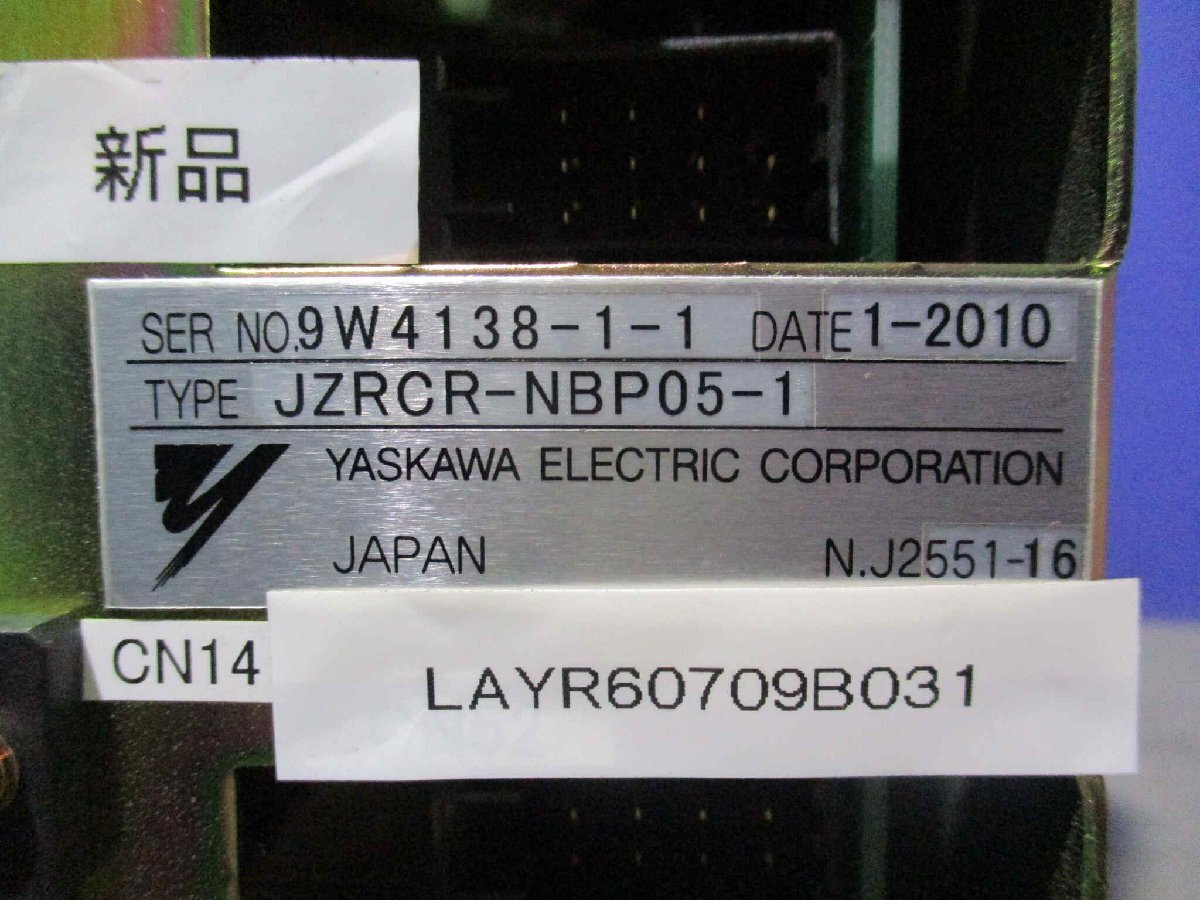 新品
SER NO.9W4138-1-1 DATE 1-2010
TYPE JZRCR-NBP05-1
YASKAWA ELECTRIC CORPORATION
JAPAN N.J2551-16
CN14
LAYR60709B031